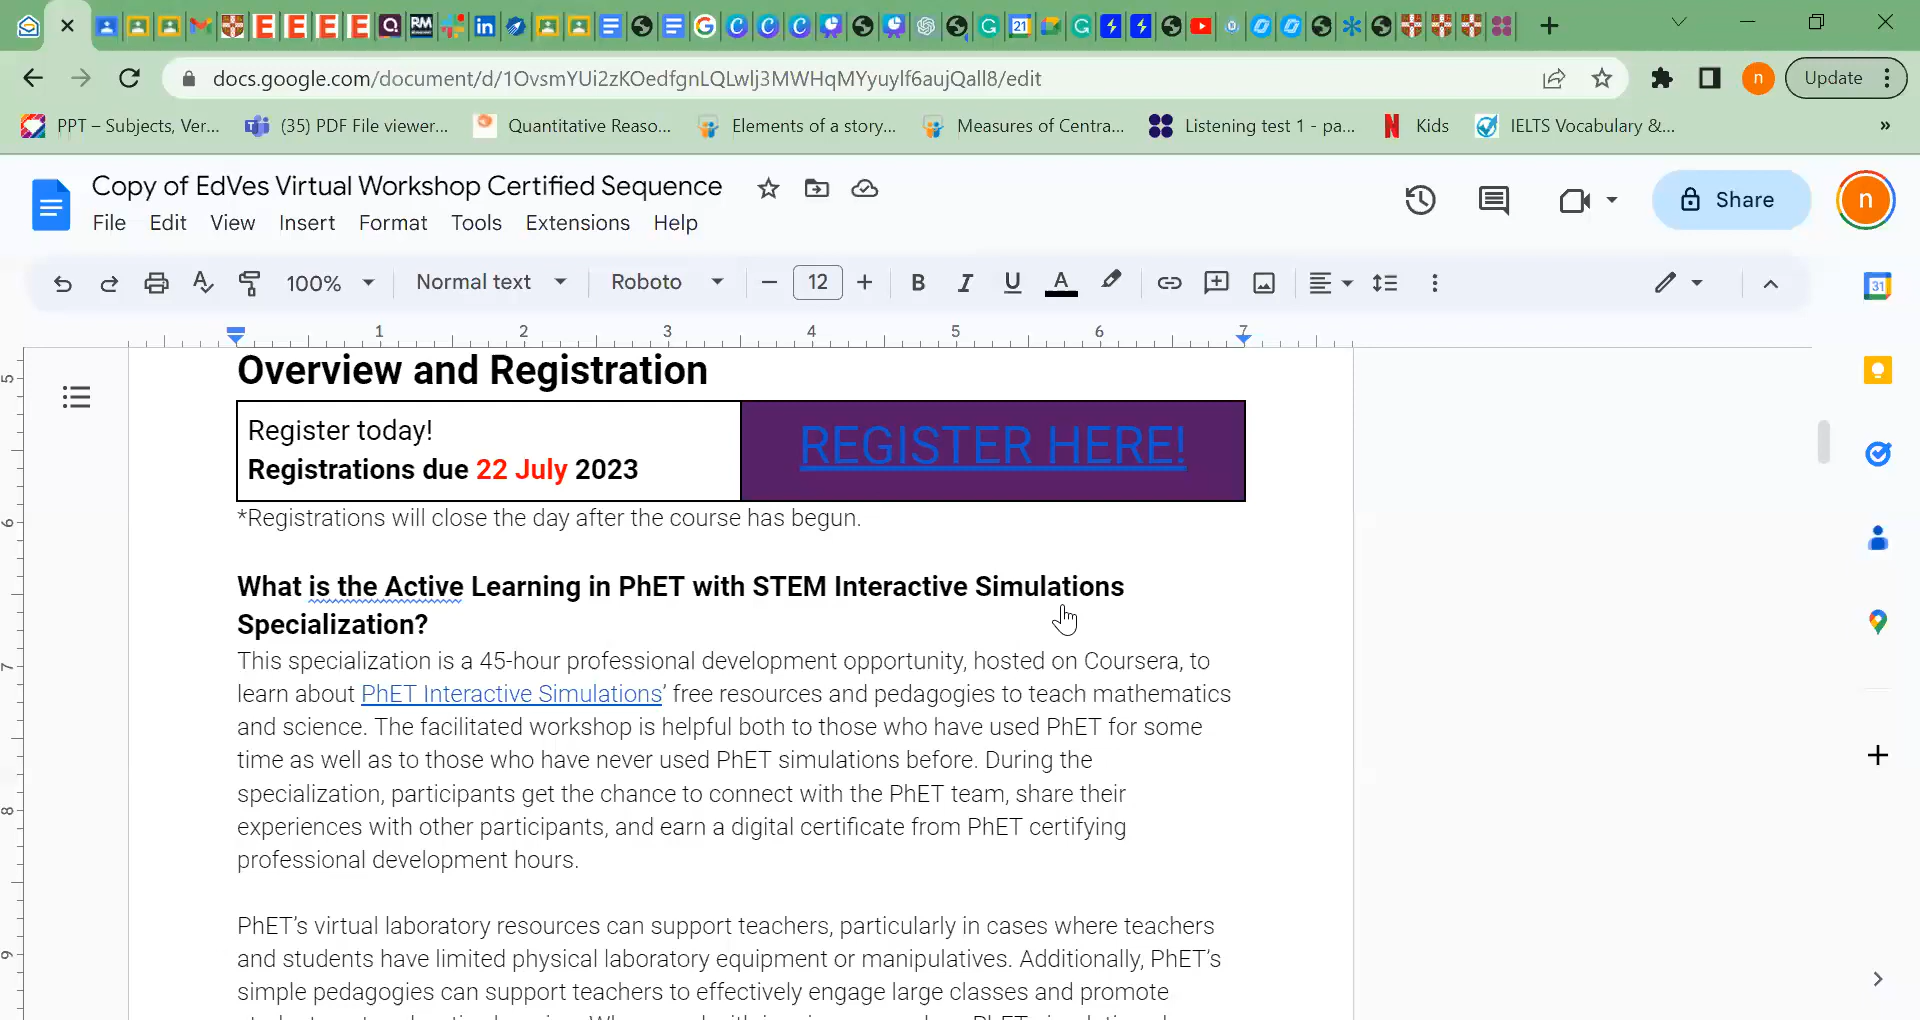 docs.google.com/document/d/1OvsmYUi2zKOedfgnLQLwlj3MWHqMYyuylf6aujQall8/edit
Update
PPT – Subjects, Ver...
(35) PDF File viewer...
Quantitative Reaso...
Elements of a story...
Measures of Centra...
Listening test 1 - pa...
Kids
IELTS Vocabulary &...
»
Copy of EdVes Virtual Workshop Certified Sequence
File Edit View Insert Format Tools Extensions Help
Share
n
100% Normal text Roboto 12 B I U A
1 2 3 4 5 6 7
Overview and Registration
Register today!
Registrations due 22 July 2023
REGISTER HERE!
*Registrations will close the day after the course has begun.
What is the Active Learning in PhET with STEM Interactive Simulations
Specialization?
This specialization is a 45-hour professional development opportunity, hosted on Coursera, to
learn about PhET Interactive Simulations’ free resources and pedagogies to teach mathematics
and science. The facilitated workshop is helpful both to those who have used PhET for some
time as well as to those who have never used PhET simulations before. During the
specialization, participants get the chance to connect with the PhET team, share their
experiences with other participants, and earn a digital certificate from PhET certifying
professional development hours.
PhET’s virtual laboratory resources can support teachers, particularly in cases where teachers
and students have limited physical laboratory equipment or manipulatives. Additionally, PhET’s
simple pedagogies can support teachers to effectively engage large classes and promote